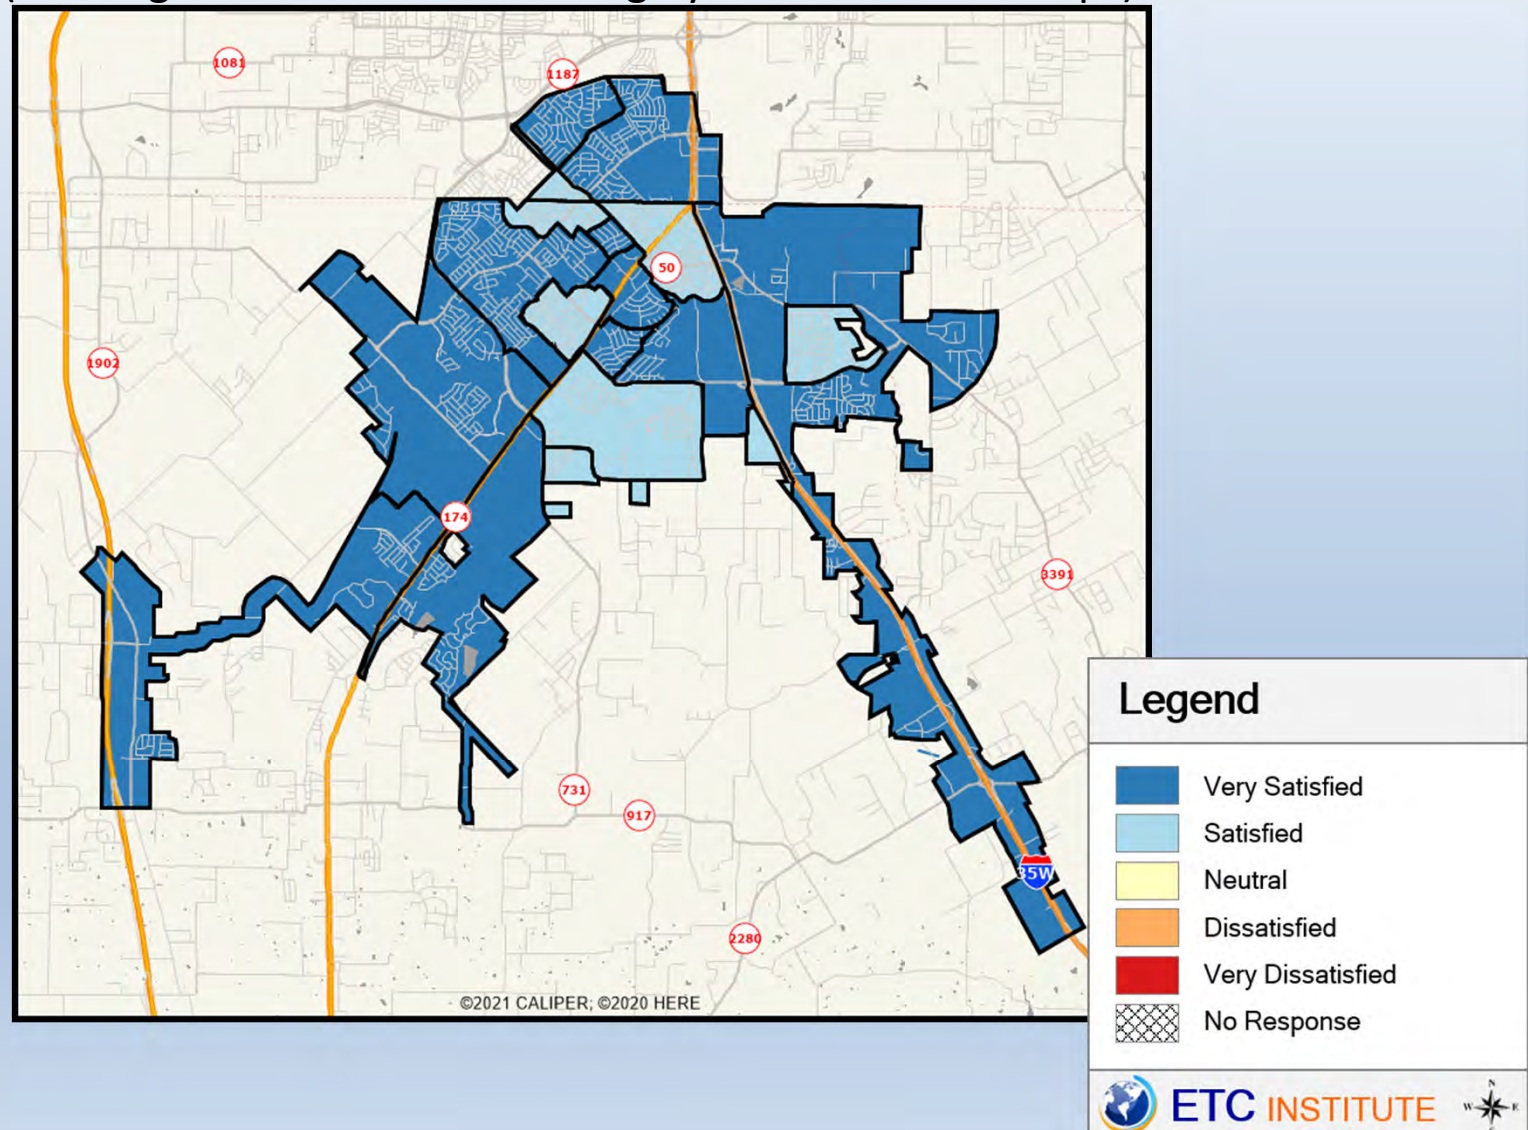 1081
1187
50
1902
174
3391
731
917
35W
2280
©2021 CALIPER; ©2020 HERE
Legend
Very Satisfied
Satisfied
Neutral
Dissatisfied
Very Dissatisfied
No Response
ETC INSTITUTE
N
W E